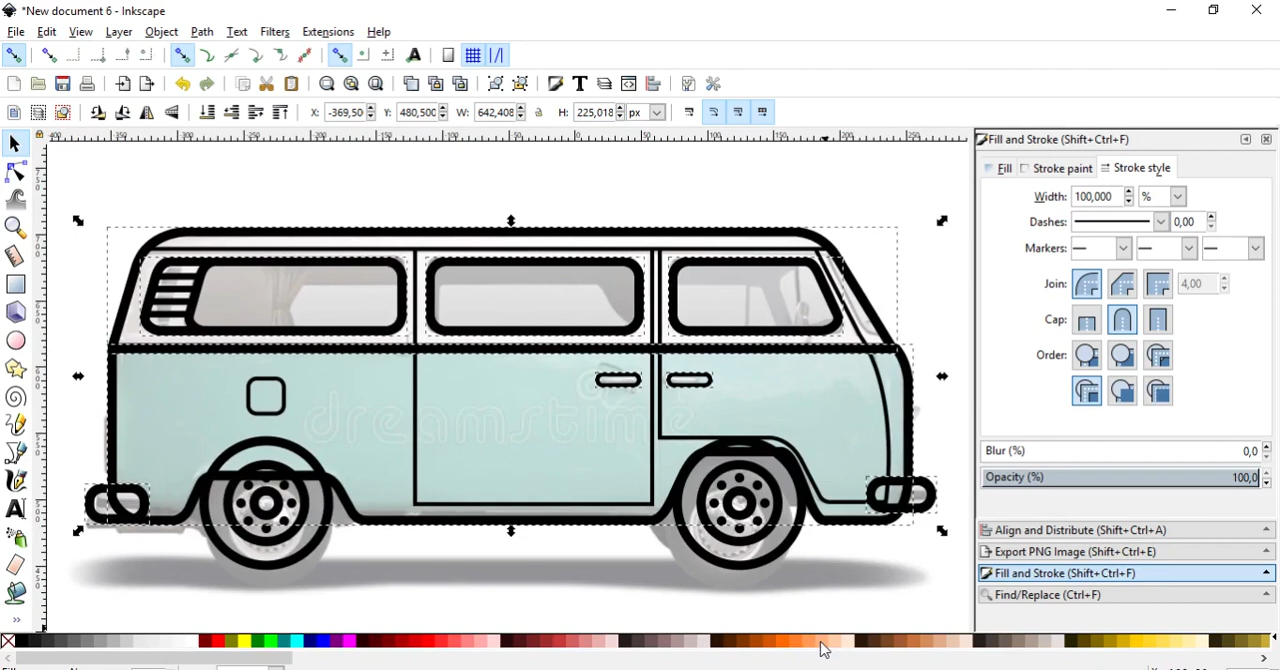 *New document 6 - Inkscape
File Edit View Layer Object Path Text Filters Extensions Help
X: -369,50 Y: 480,500 W: 642,408 H: 225,018 px
Fill and Stroke (Shift+Ctrl+F)
Fill Stroke paint Stroke style
Width: 100,000 %
Dashes: 0,00
Markers:
Join: 4,00
Cap:
Order:
dreamstime
Blur (%) 0,0
Opacity (%) 100,0
Align and Distribute (Shift+Ctrl+A)
Export PNG Image (Shift+Ctrl+E)
Fill and Stroke (Shift+Ctrl+F)
Find/Replace (Ctrl+F)